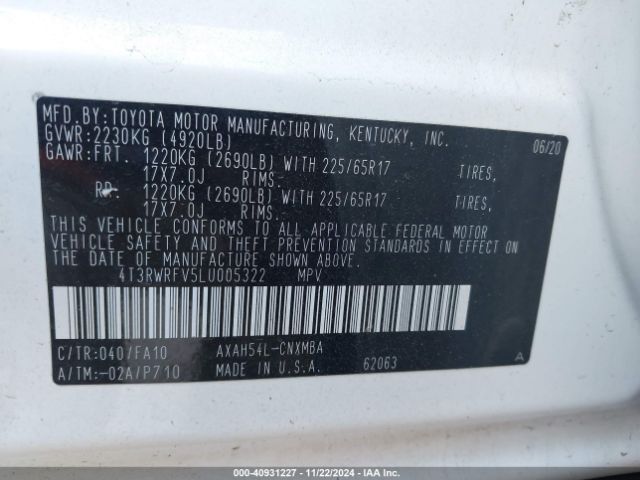 MFD.BY:TOYOTA MOTOR MANUFACTURING, KENTUCKY, INC.
GVWR:2230KG (4920LB) 06/20
GAWR:FRT. 1220KG (2690LB) WITH 225/65R17 TIRES,
17X7.0J RIMS.
RR. 1220KG (2690LB) WITH 225/65R17 TIRES,
17X7.0J RIMS.
THIS VEHICLE CONFORMS TO ALL APPLICABLE FEDERAL MOTOR
VEHICLE SAFETY AND THEFT PREVENTION STANDARDS IN EFFECT ON
THE DATE OF MANUFACTURE SHOWN ABOVE.
4T3RWRFV5LU005322 MPV
C/TR:040/FA10 AXAH54L-CNXMBA
A/TM:-02A/P710 MADE IN U.S.A. 62063 A
000-40931227 - 11/22/2024 - IAA Inc.